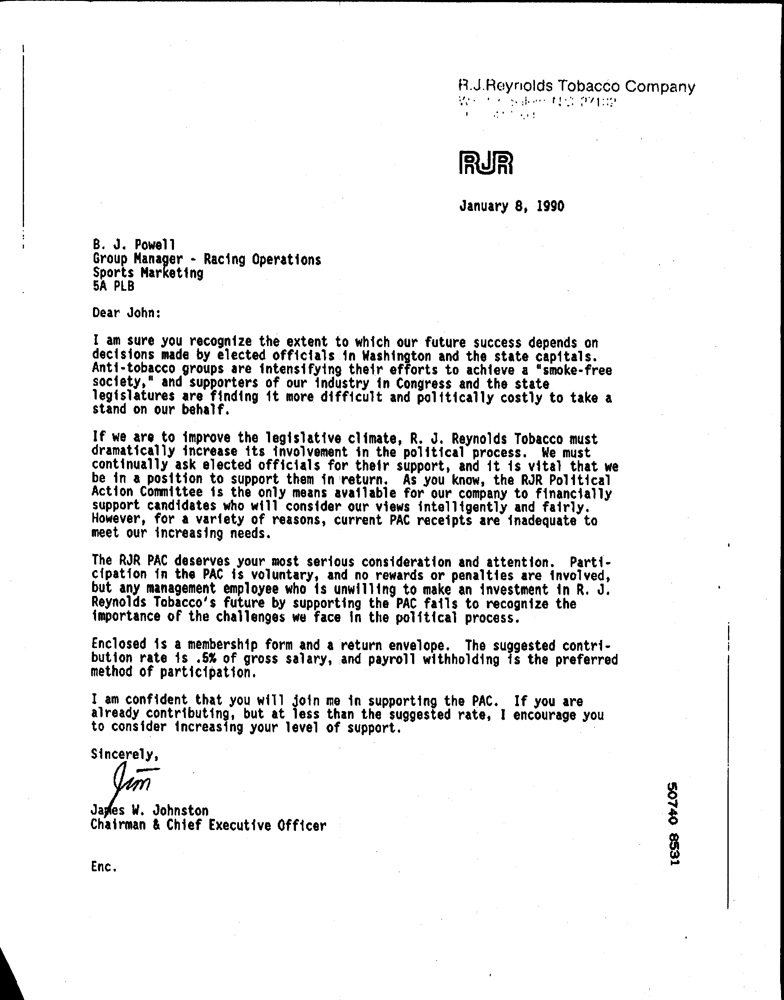 R.J.Reynolds Tobacco Company
RJR
January 8, 1990
B. J. Powell
Group Manager - Racing Operations
Sports Marketing
5A PLB
Dear John:
I am sure you recognize the extent to which our future success depends on
decisions made by elected officials in Washington and the state capitals.
Anti-tobacco groups are intensifying their efforts to achieve a "smoke-free
society," and supporters of our industry in Congress and the state
legislatures are finding it more difficult and politically costly to take a
stand on our behalf.
If we are to improve the legislative climate, R. J. Reynolds Tobacco must
dramatically increase its involvement in the political process. We must
continually ask elected officials for their support, and it is vital that we
be in a position to support them in return. As you know, the RJR Political
Action Committee is the only means available for our company to financially
support candidates who will consider our views intelligently and fairly.
However, for a variety of reasons, current PAC receipts are inadequate to
meet our increasing needs.
The RJR PAC deserves your most serious consideration and attention. Parti-
cipation in the PAC is voluntary, and no rewards or penalties are involved,
but any management employee who is unwilling to make an investment in R. J.
Reynolds Tobacco's future by supporting the PAC fails to recognize the
importance of the challenges we face in the political process.
Enclosed is a membership form and a return envelope. The suggested contri-
bution rate is .5% of gross salary, and payroll withholding is the preferred
method of participation.
I am confident that you will join me in supporting the PAC. If you are
already contributing, but at less than the suggested rate, I encourage you
to consider increasing your level of support.
Sincerely,
Jim
James W. Johnston
Chairman & Chief Executive Officer
Enc.
50740 8531